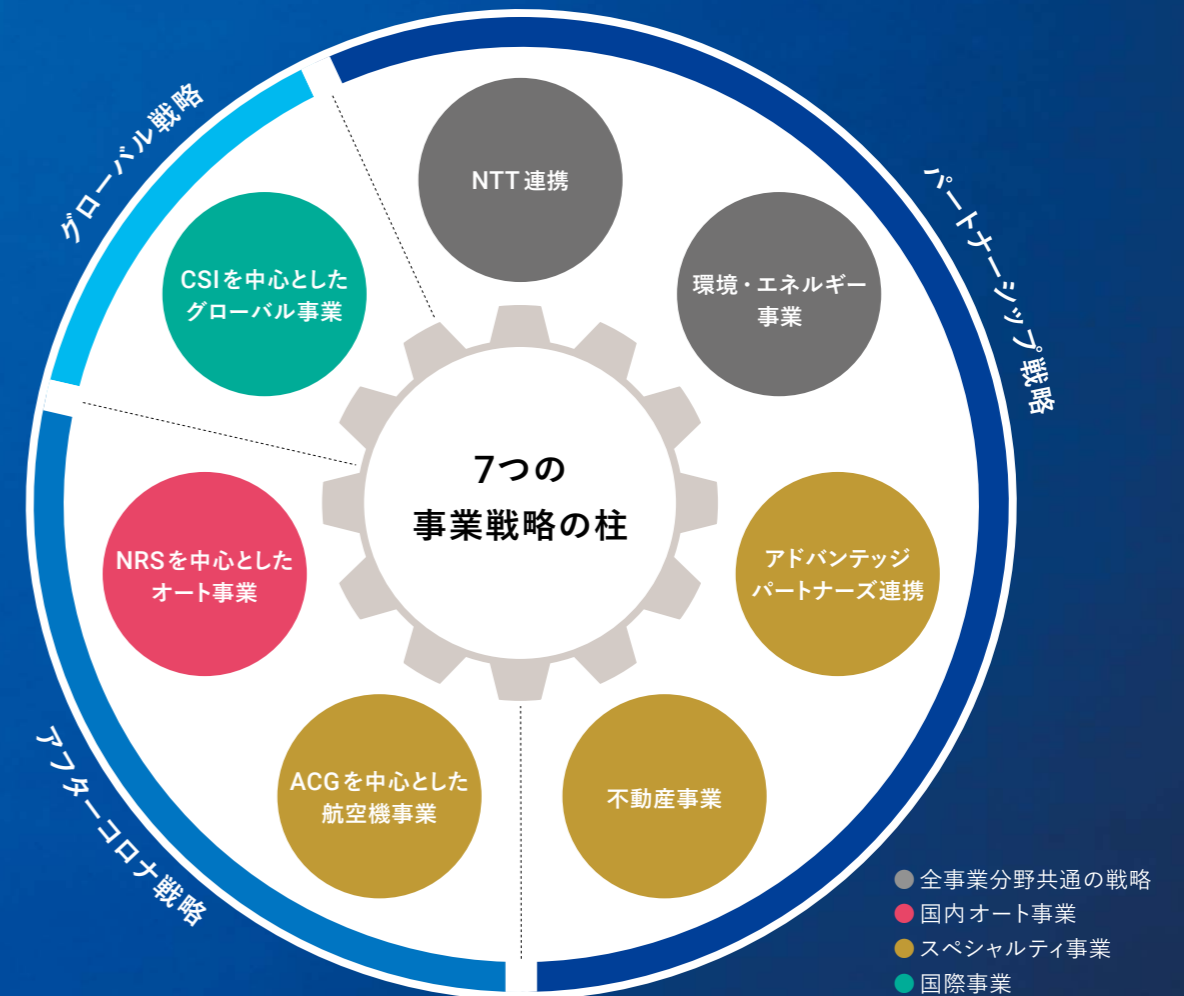 グローバル戦略
パートナーシップ戦略
アフターコロナ戦略
NTT連携
環境・エネルギー
事業
CSIを中心とした
グローバル事業
7つの
事業戦略の柱
アドバンテッジ
パートナーズ連携
NRSを中心とした
オート事業
ACGを中心とした
航空機事業
不動産事業
全事業分野共通の戦略
国内オート事業
スペシャルティ事業
国際事業